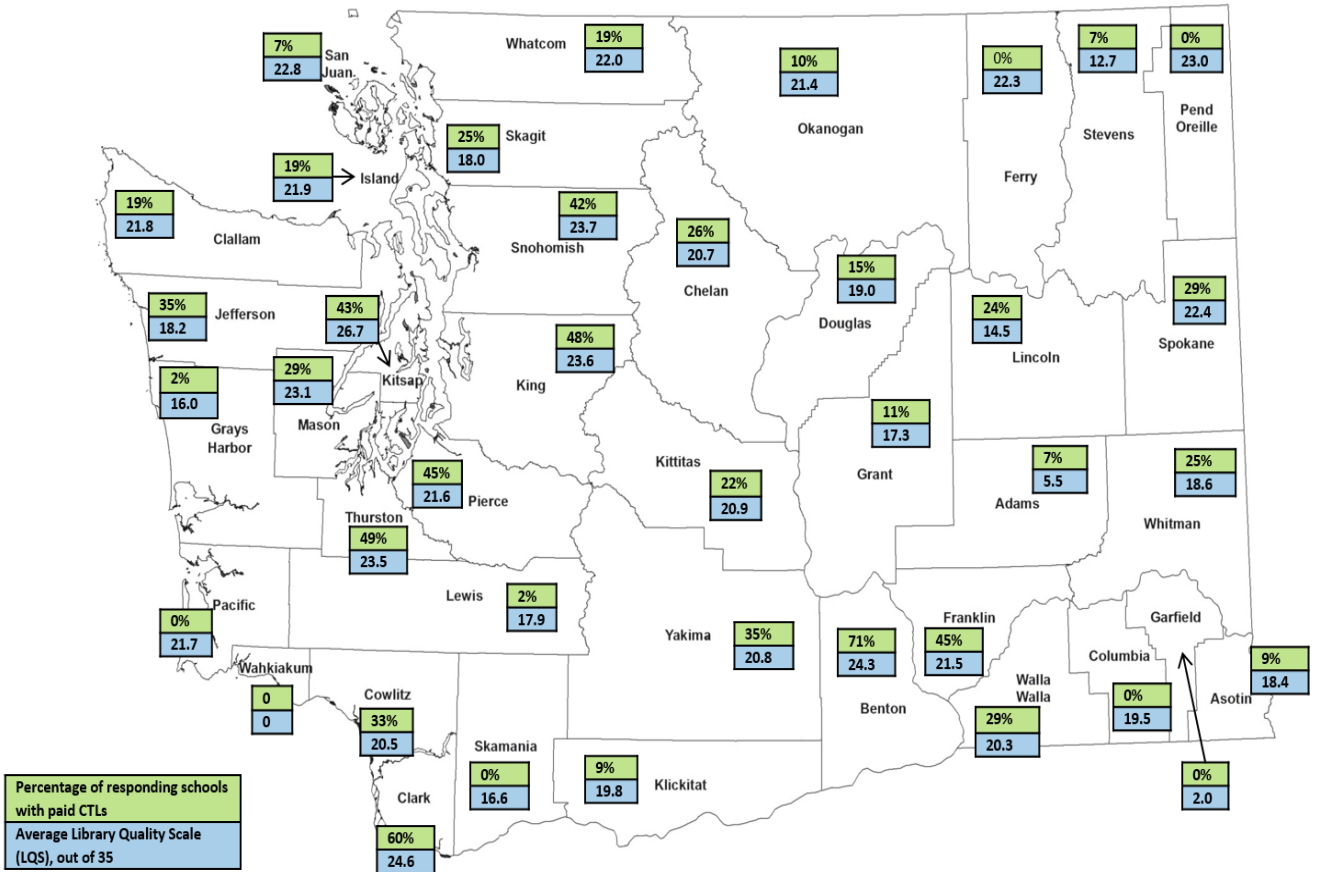 7%
22.8
San
Juan
Whatcom
19%
22.0
10%
21.4
Okanogan
0%
22.3
Ferry
7%
12.7
Stevens
0%
23.0
Pend
Oreille
25%
18.0
Skagit
19%
21.9
Island
19%
21.8
Clallam
42%
23.7
Snohomish
26%
20.7
Chelan
15%
19.0
Douglas
24%
14.5
Lincoln
29%
22.4
Spokane
35%
18.2
Jefferson
43%
26.7
Kitsap
48%
23.6
King
2%
16.0
Grays
Harbor
29%
23.1
Mason
11%
17.3
Grant
Kittitas
22%
20.9
7%
5.5
Adams
25%
18.6
Whitman
45%
21.6
Pierce
Thurston
49%
23.5
Lewis
2%
17.9
Pacific
0%
21.7
Yakima
35%
20.8
71%
24.3
Benton
Franklin
45%
21.5
Garfield
Columbia
0%
19.5
9%
18.4
Asotin
Walla
Walla
29%
20.3
Wahkiakum
0
0
Cowlitz
33%
20.5
Skamania
0%
16.6
9%
19.8
Klickitat
0%
2.0
Clark
60%
24.6
Percentage of responding schools
with paid CTLs
Average Library Quality Scale
(LQS), out of 35